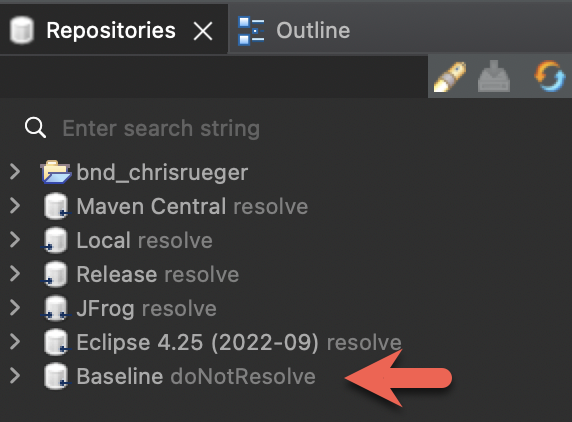 Repositories Outline
Enter search string
bnd_chrisrueger
Maven Central resolve
Local resolve
Release resolve
JFrog resolve
Eclipse 4.25 (2022-09) resolve
Baseline doNotResolve